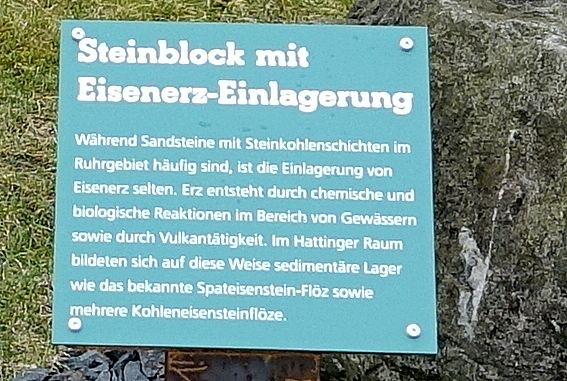 Steinblock mit
Eisenerz-Einlagerung
Während Sandsteine mit Steinkohlenschichten im
Ruhrgebiet häufig sind, ist die Einlagerung von
Eisenerz selten. Erz entsteht durch chemische und
biologische Reaktionen im Bereich von Gewässern
sowie durch Vulkantätigkeit. Im Hattinger Raum
bildeten sich auf diese Weise sedimentäre Lager
wie das bekannte Spateisenstein-Flöz sowie
mehrere Kohleneisensteinflöze.